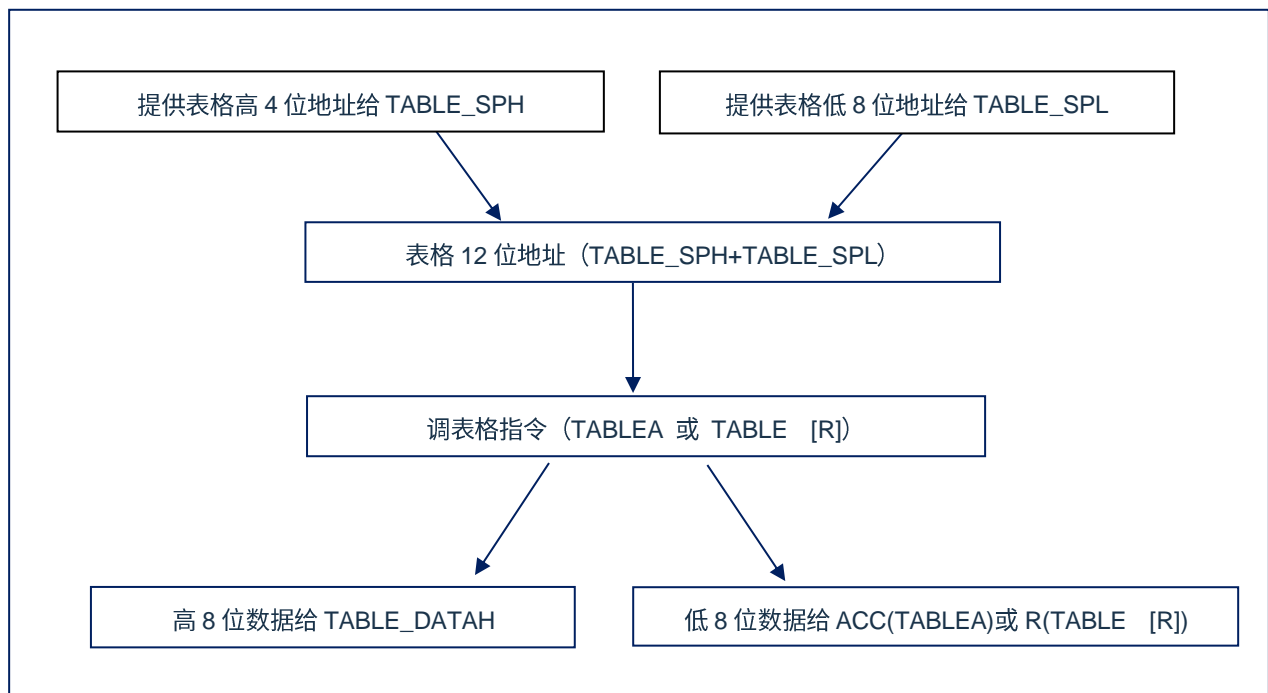 提供表格高 4 位地址给 TABLE_SPH
提供表格低 8 位地址给 TABLE_SPL
表格 12 位地址（TABLE_SPH+TABLE_SPL）
调表格指令（TABLEA 或 TABLE [R]）
高 8 位数据给 TABLE_DATAH
低 8 位数据给 ACC(TABLEA)或 R(TABLE [R])